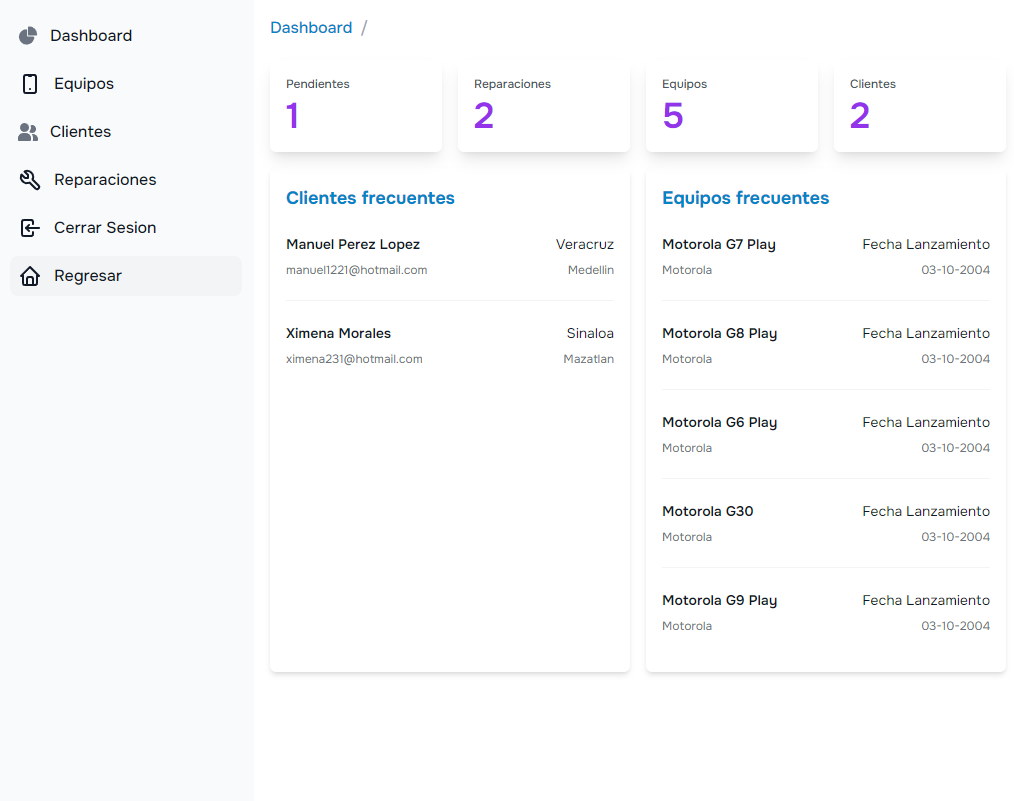 Dashboard
Equipos
Clientes
Reparaciones
Cerrar Sesion
Regresar
Dashboard /
Pendientes
1
Reparaciones
2
Equipos
5
Clientes
2
Clientes frecuentes
Manuel Perez Lopez Veracruz
manuel1221@hotmail.com Medellin
Ximena Morales Sinaloa
ximena231@hotmail.com Mazatlan
Equipos frecuentes
Motorola G7 Play Fecha Lanzamiento
Motorola 03-10-2004
Motorola G8 Play Fecha Lanzamiento
Motorola 03-10-2004
Motorola G6 Play Fecha Lanzamiento
Motorola 03-10-2004
Motorola G30 Fecha Lanzamiento
Motorola 03-10-2004
Motorola G9 Play Fecha Lanzamiento
Motorola 03-10-2004